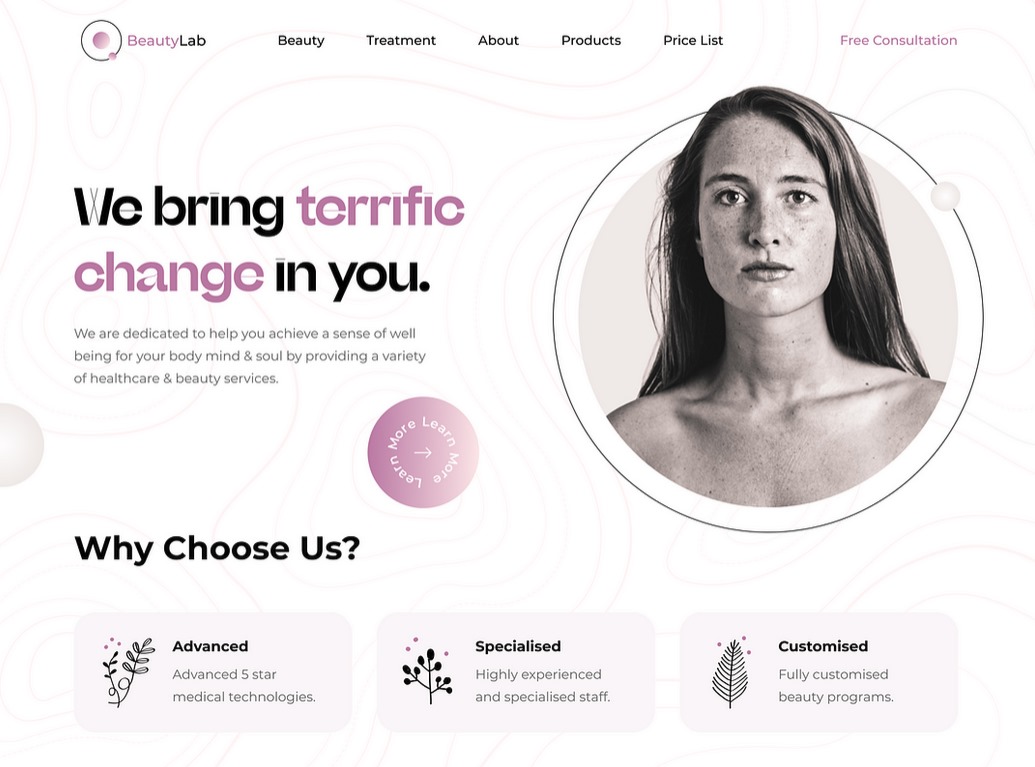 BeautyLab
Beauty
Treatment
About
Products
Price List
Free Consultation
We bring terrific
change in you.
We are dedicated to help you achieve a sense of well
being for your body mind & soul by providing a variety
of healthcare & beauty services.
Learn More Learn More
Why Choose Us?
Advanced
Advanced 5 star
medical technologies.
Specialised
Highly experienced
and specialised staff.
Customised
Fully customised
beauty programs.